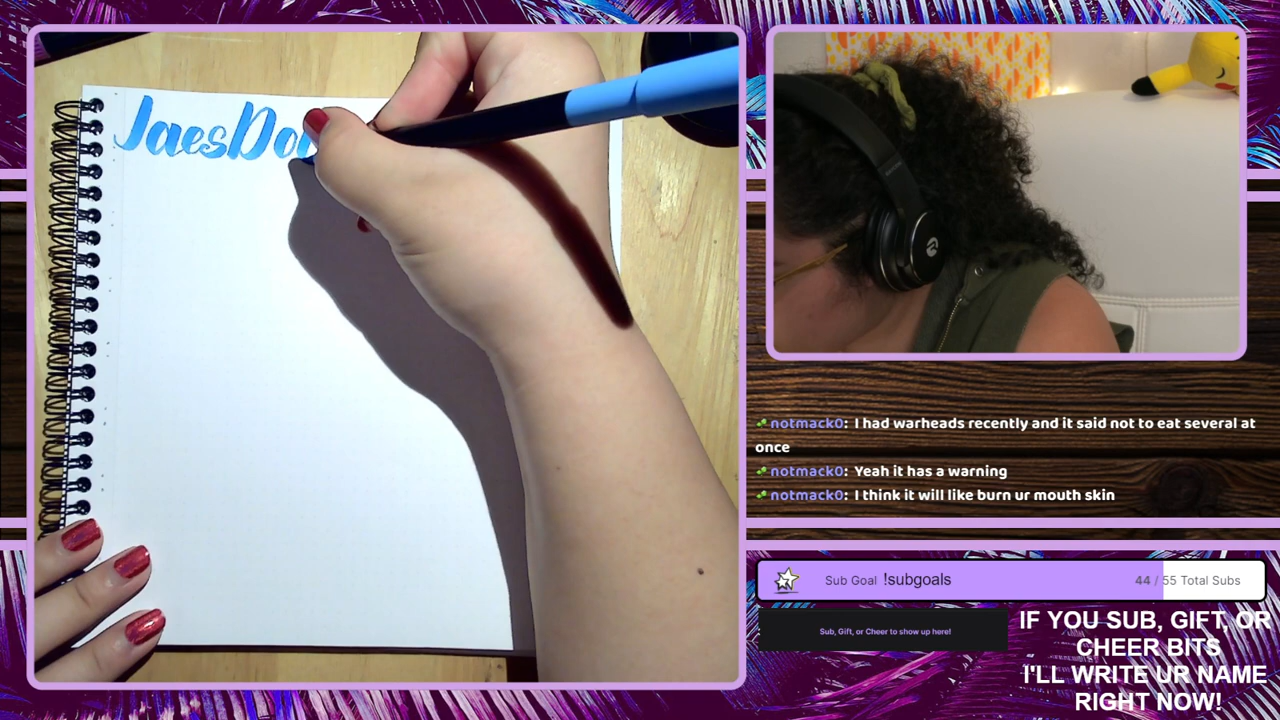 JaesDo
notmack0: I had warheads recently and it said not to eat several at
once
notmack0: Yeah it has a warning
notmack0: I think it will like burn ur mouth skin
Sub Goal !subgoals 44 / 55 Total Subs
Sub, Gift, or Cheer to show up here!
IF YOU SUB, GIFT, OR
CHEER BITS
I'LL WRITE UR NAME
RIGHT NOW!